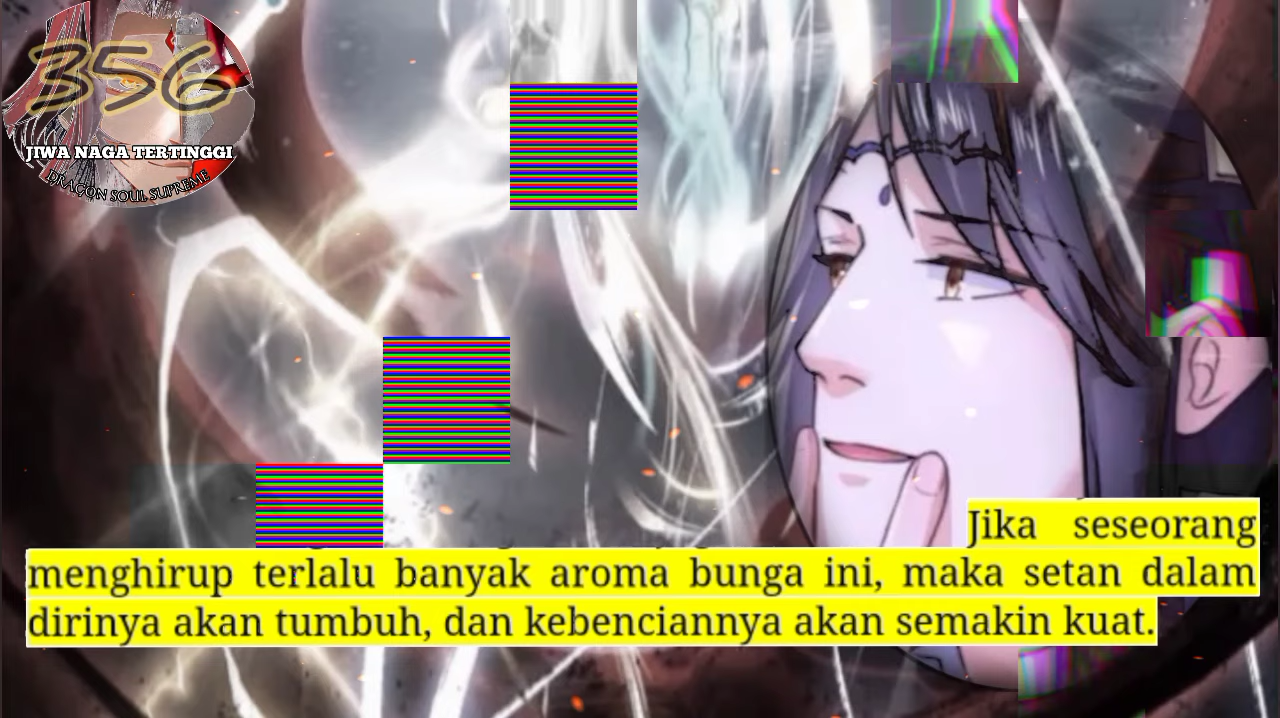 356
JIWA NAGA TERTINGGI
DRAGON SOUL SUPREME
Jika seseorang
menghirup terlalu banyak aroma bunga ini, maka setan dalam
dirinya akan tumbuh, dan kebenciannya akan semakin kuat.